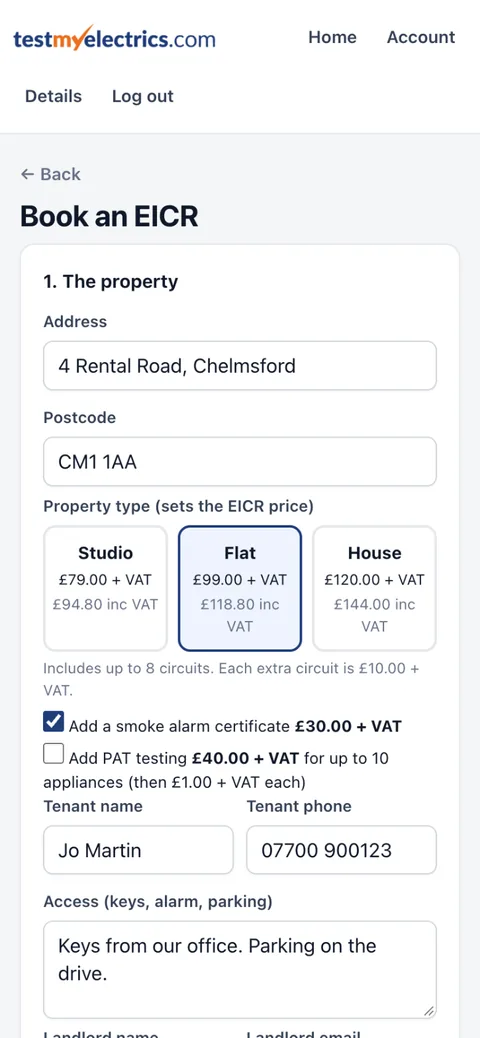 testmyelectrics.com
Home
Account
Details
Log out
← Back
Book an EICR
1. The property
Address
4 Rental Road, Chelmsford
Postcode
CM1 1AA
Property type (sets the EICR price)
Studio
£79.00 + VAT
£94.80 inc VAT
Flat
£99.00 + VAT
£118.80 inc
VAT
House
£120.00 + VAT
£144.00 inc
VAT
Includes up to 8 circuits. Each extra circuit is £10.00 +
VAT.
Add a smoke alarm certificate £30.00 + VAT
Add PAT testing £40.00 + VAT for up to 10
appliances (then £1.00 + VAT each)
Tenant name
Tenant phone
Jo Martin
07700 900123
Access (keys, alarm, parking)
Keys from our office. Parking on the
drive.
Landlord name
Landlord email